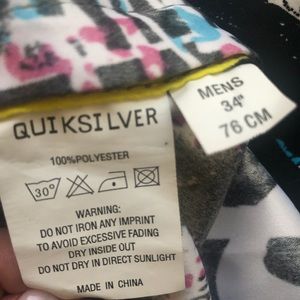 QUIKSILVER
100%POLYESTER
30°
WARNING:
DO NOT IRON ANY IMPRINT
TO AVOID EXCESSIVE FADING
DRY INSIDE OUT
DO NOT DRY IN DIRECT SUNLIGHT
MADE IN CHINA
MENS
34"
76 CM